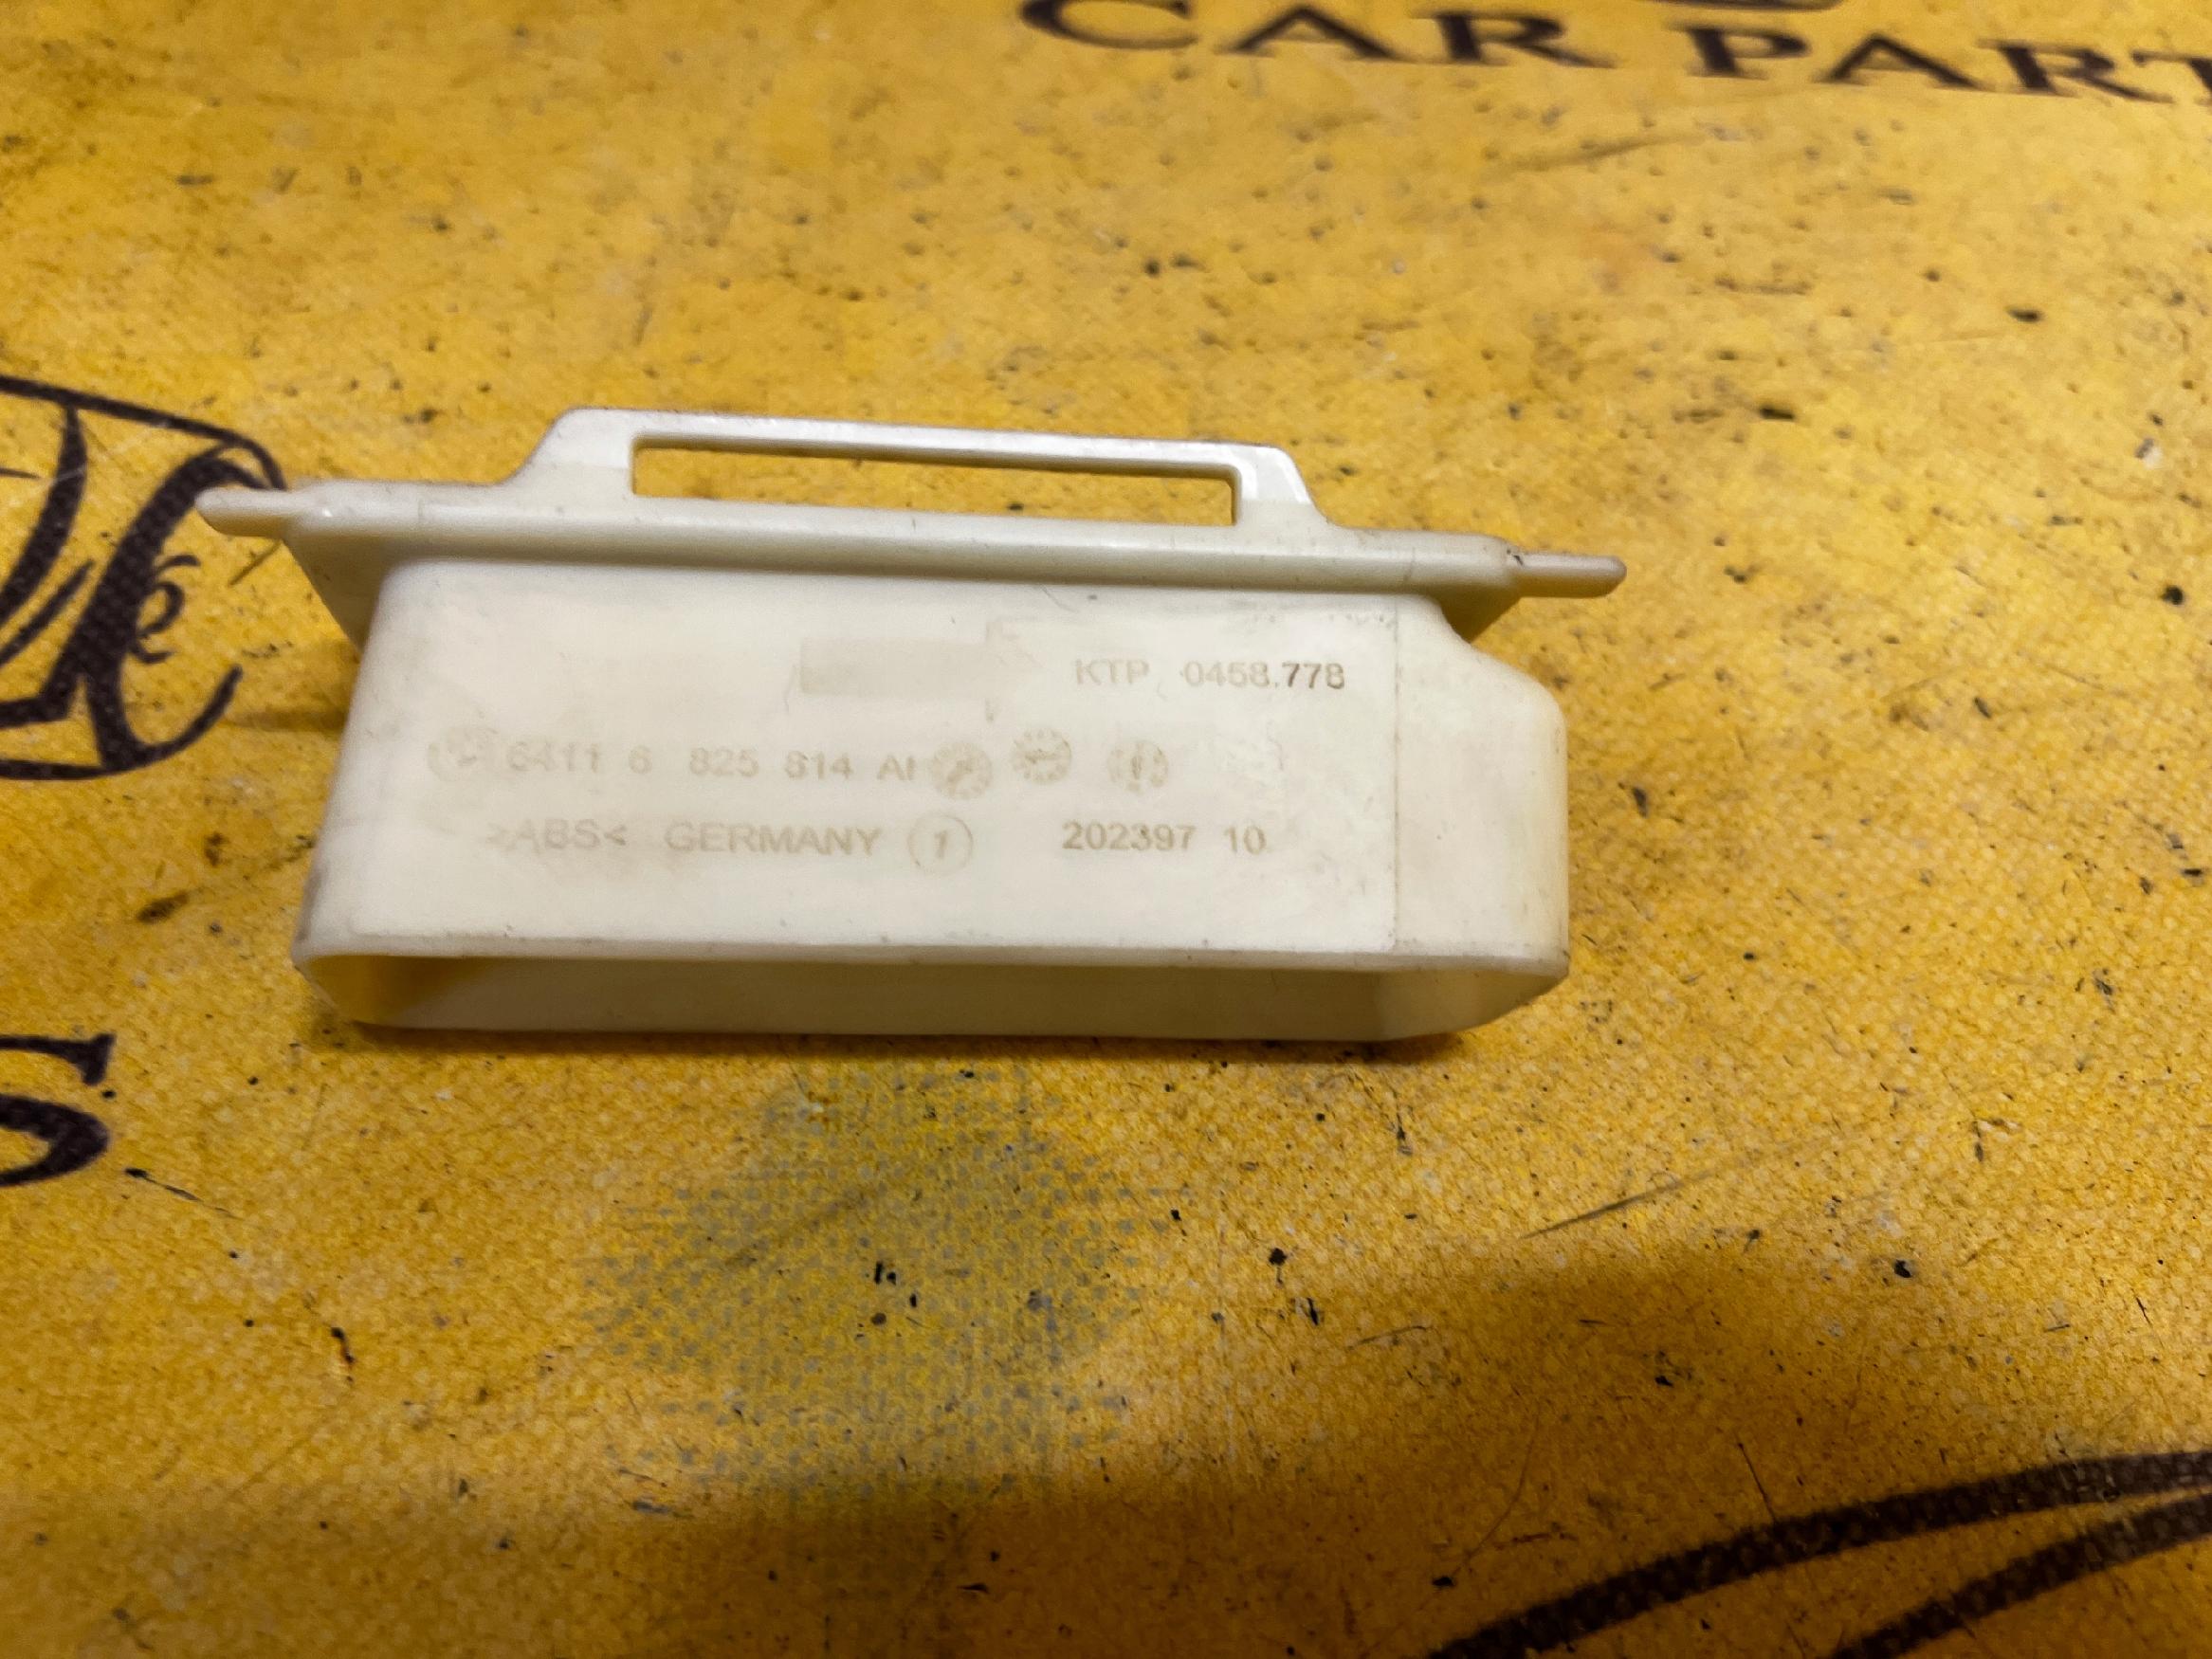 CAR PART
KTP 0458.778
6411 6 825 814 AI
>ABS< GERMANY 1 202397 10
S